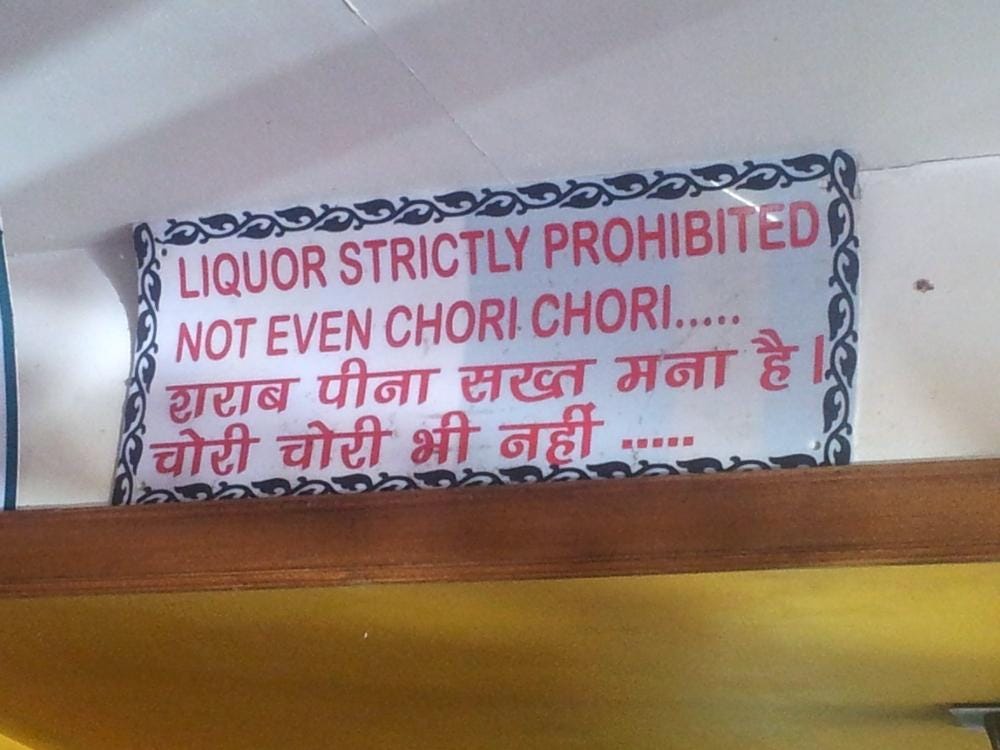 LIQUOR STRICTLY PROHIBITED
NOT EVEN CHORI CHORI.....
शराब पीना सख्त मना है।
चोरी चोरी भी नहीं .....